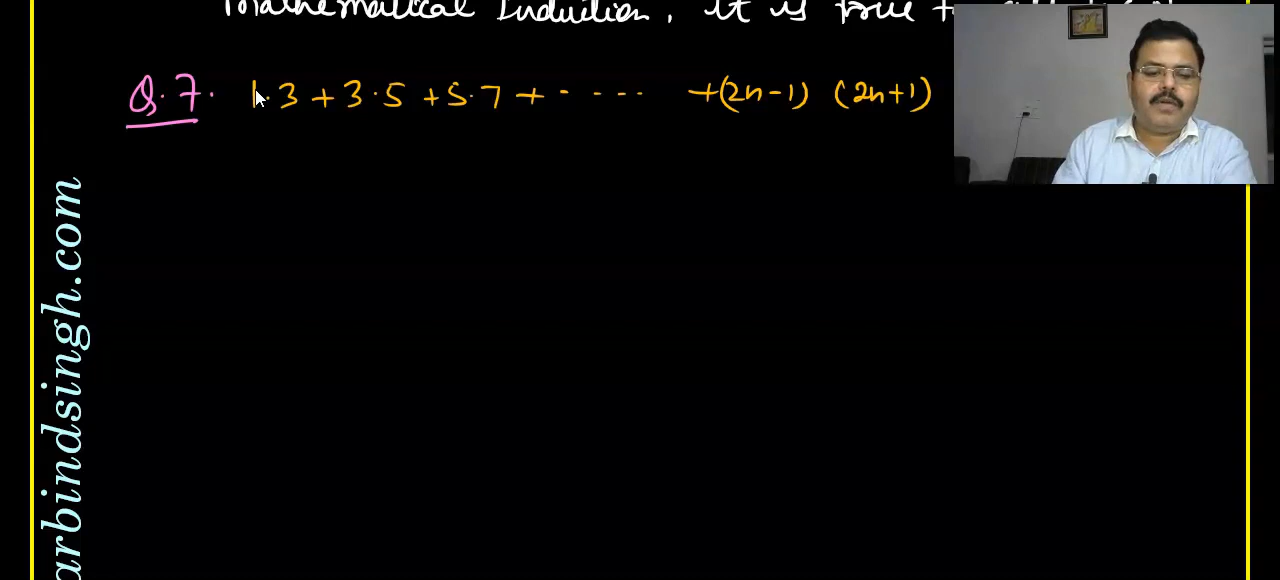 Mathematical Induction, it is true
Q.7. 1.3 + 3.5 + 5.7 + - - - - +(2n-1) (2n+1)
arbindsingh.com